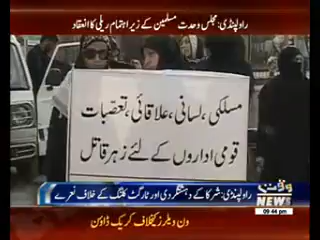 راولپنڈی: مجلس وحدت مسلمین کے زیر اہتمام ریلی کا انعقاد
مسلکی، لسانی، علاقائی، تعصبات
قومی اداروں کے لئے زہر قاتل
راولپنڈی: شرکا کے دہشتگردی اور ٹارگٹ کلنگ کے خلاف نعرے
وقت
NEWS
09:44 pm
ون ویلرز کیخلاف کریک ڈاؤن